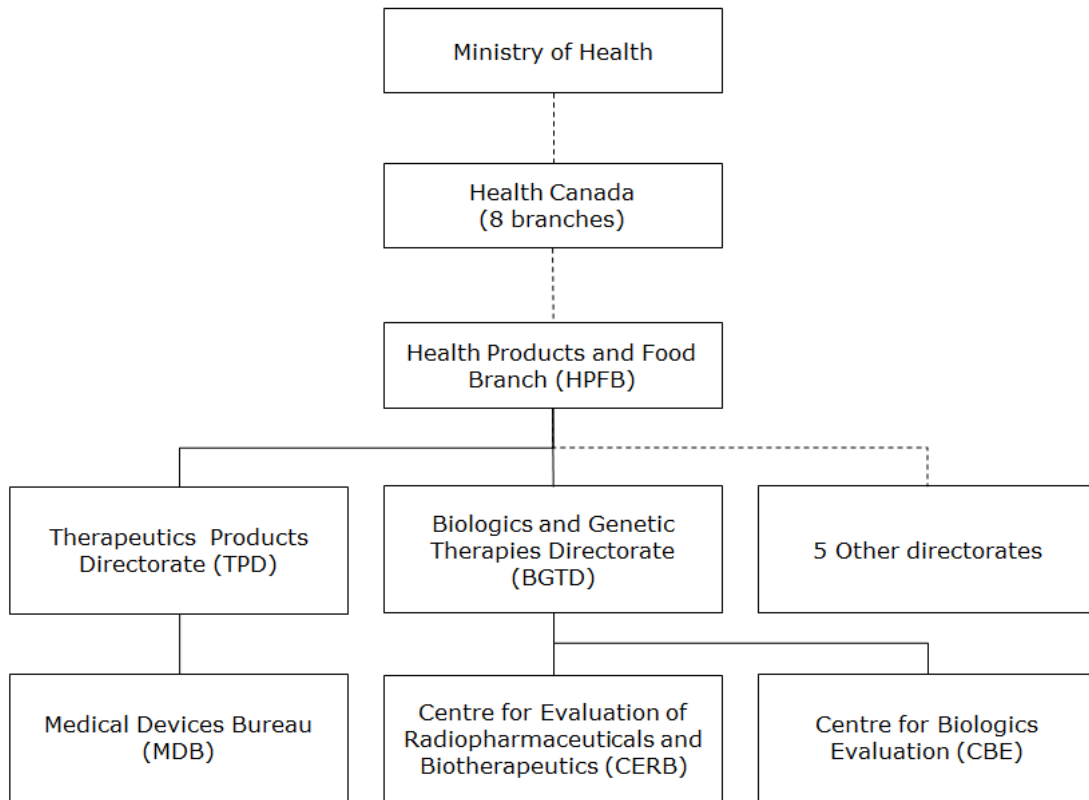 Ministry of Health
Health Canada
(8 branches)
Health Products and Food
Branch (HPFB)
Therapeutics  Products
Directorate (TPD)
Biologics and Genetic
Therapies Directorate
(BGTD)
5 Other directorates
Medical Devices Bureau
(MDB)
Centre for Evaluation of
Radiopharmaceuticals and
Biotherapeutics (CERB)
Centre for Biologics
Evaluation (CBE)